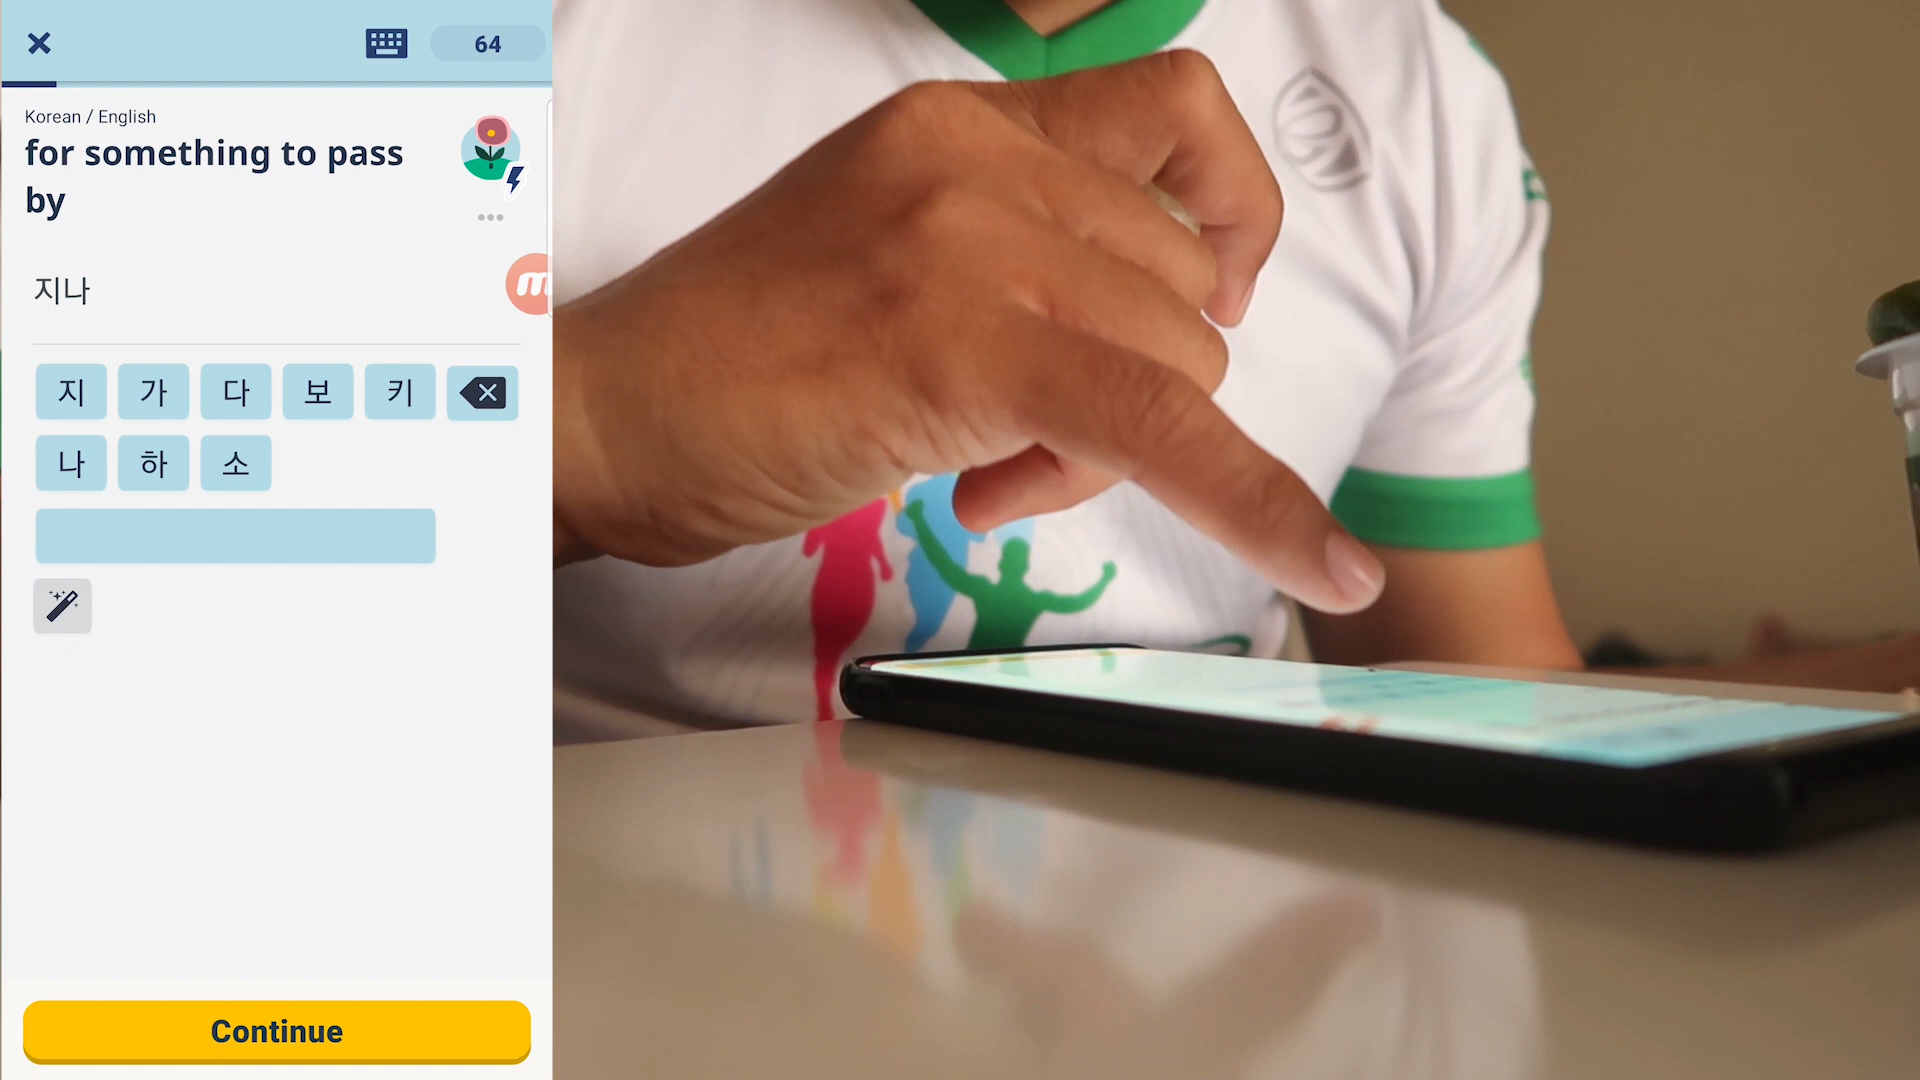 64
Korean / English
for something to pass
by
지나
m
지 가 다 보 키
나 하 소
Continue